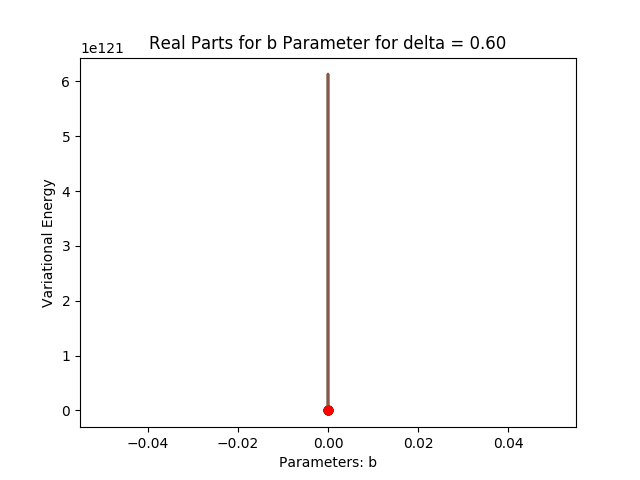 Real Parts for b Parameter for delta = 0.60
1e121
6
5
4
3
2
1
0
Variational Energy
−0.04 −0.02 0.00 0.02 0.04
Parameters: b